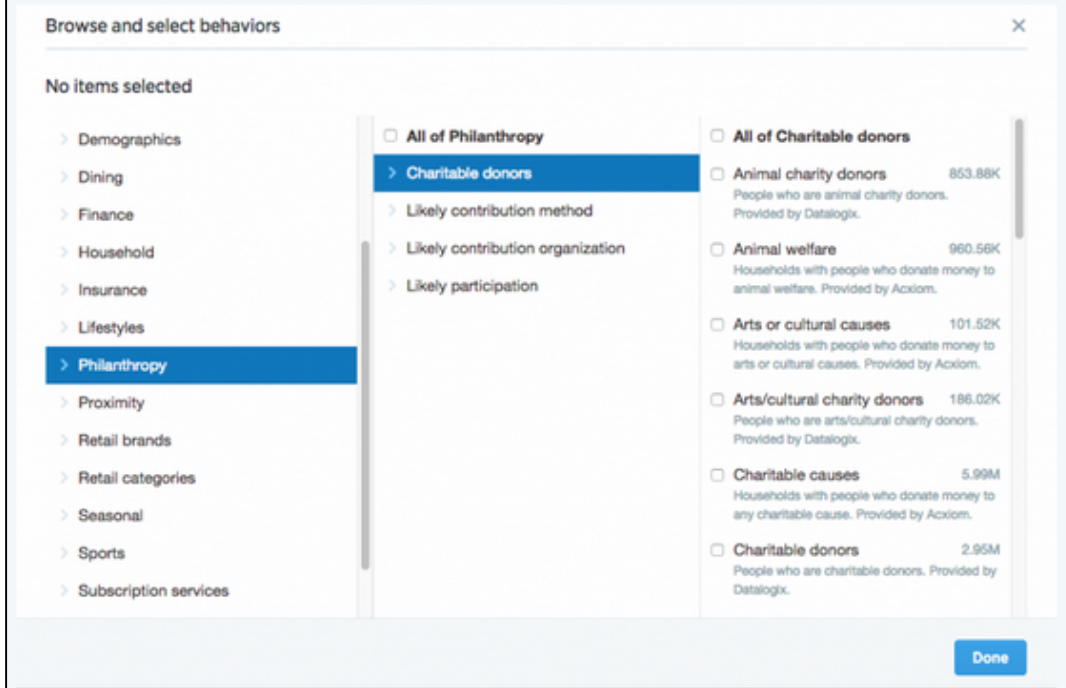 Browse and select behaviors
No items selected
Demographics
Dining
Finance
Household
Insurance
Lifestyles
Philanthropy
Proximity
Retail brands
Retail categories
Seasonal
Sports
Subscription services
All of Philanthropy
Charitable donors
Likely contribution method
Likely contribution organization
Likely participation
All of Charitable donors
Animal charity donors 853.88K
People who are animal charity donors.
Provided by Datalogix.
Animal welfare 960.56K
Households with people who donate money to
animal welfare. Provided by Acxiom.
Arts or cultural causes 101.52K
Households with people who donate money to
arts or cultural causes. Provided by Acxiom.
Arts/cultural charity donors 186.02K
People who are arts/cultural charity donors.
Provided by Datalogix.
Charitable causes 5.99M
Households with people who donate money to
any charitable cause. Provided by Acxiom.
Charitable donors 2.95M
People who are charitable donors. Provided by
Datalogix.
Done